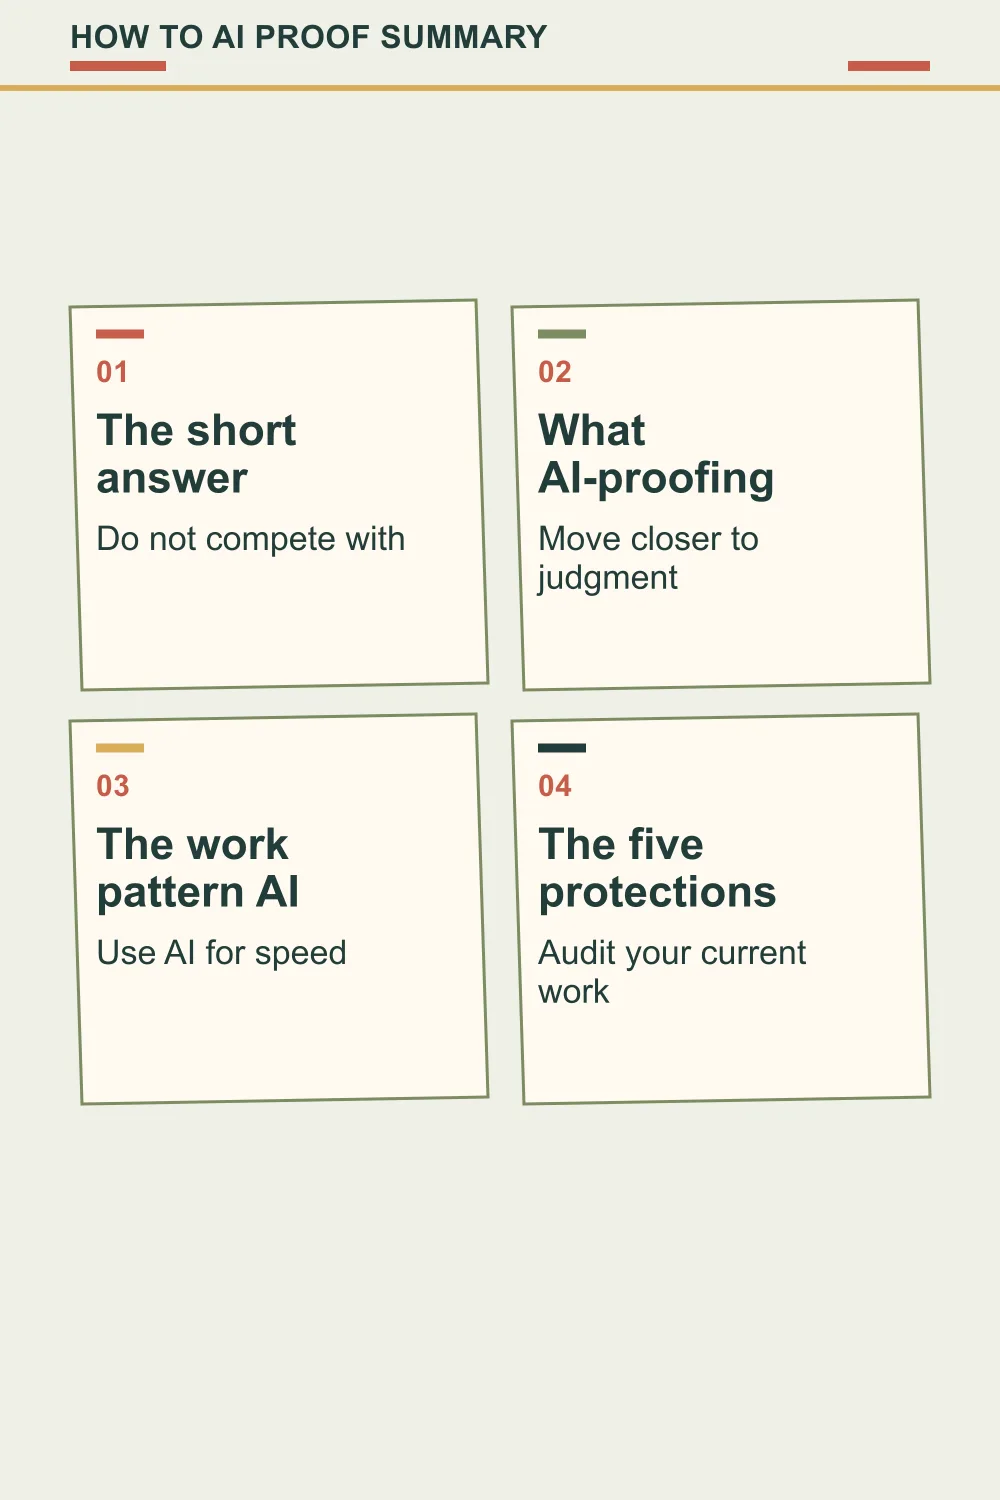 HOW TO AI PROOF SUMMARY
01
The short
answer
Do not compete with
02
What
AI-proofing
Move closer to
judgment
03
The work
pattern AI
Use AI for speed
04
The five
protections
Audit your current
work